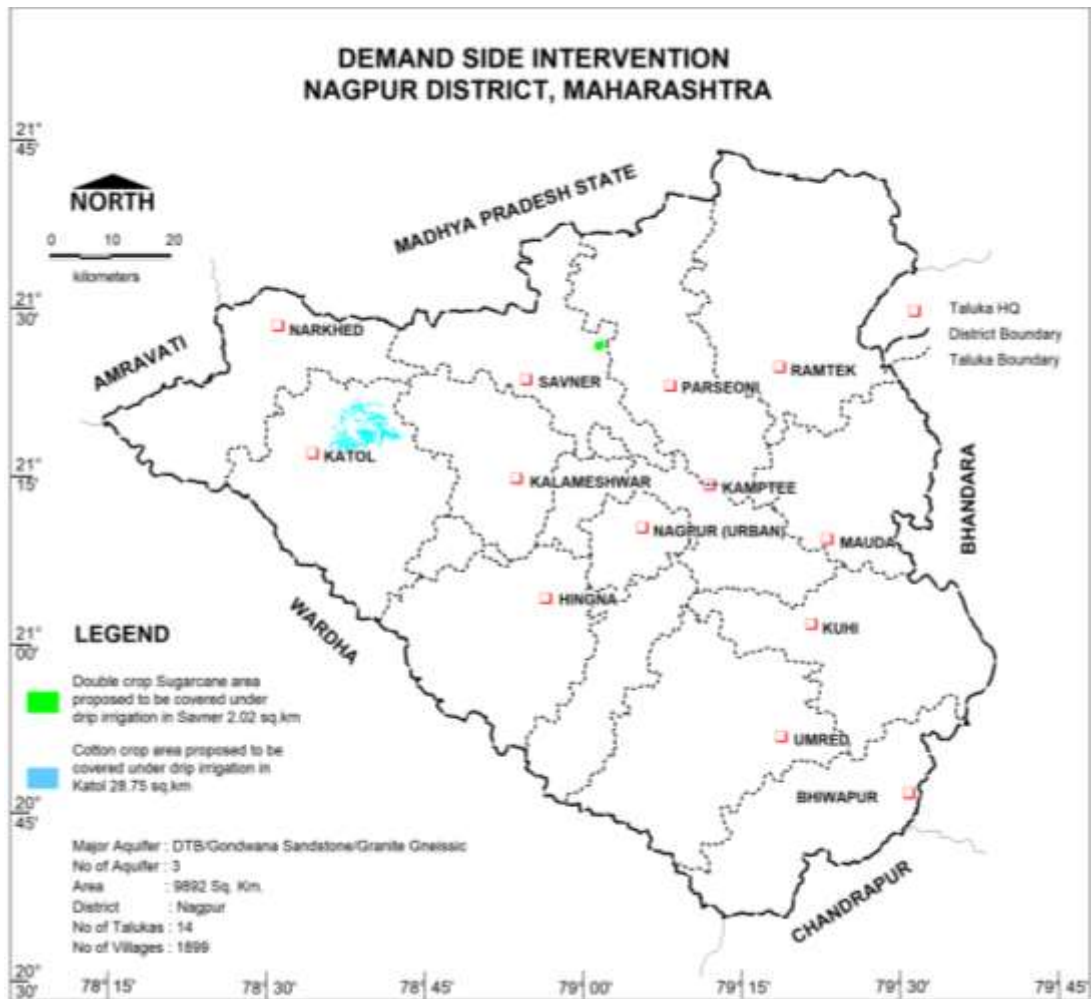 DEMAND SIDE INTERVENTION
NAGPUR DISTRICT, MAHARASHTRA
21°
45'
NORTH
0 10 20
kilometers
MADHYA PRADESH STATE
21°
30'
AMRAVATI
NARKHED
Taluka HQ
District Boundary
Taluka Boundary
SAVNER
PARSEONI
RAMTEK
KATOL
21°
15'
KALAMESHWAR
KAMPTEE
NAGPUR (URBAN)
MAUDA
BHANDARA
HINGNA
WARDHA
KUHI
21°
00'
LEGEND
Double crop Sugarcane area
proposed to be covered under
drip irrigation in Savner 2.02 sq.km
Cotton crop area proposed to be
covered under drip irrigation in
Katol 28.75 sq.km
UMRED
BHIWAPUR
20°
45'
CHANDRAPUR
Major Aquifer : DTB/Gondwana Sandstone/Granite Gneissic
No of Aquifer : 3
Area : 9892 Sq. Km.
District : Nagpur
No of Talukas : 14
No of Villages : 1899
20°
30'
78°15' 78°30' 78°45' 79°00' 79°15' 79°30' 79°45'